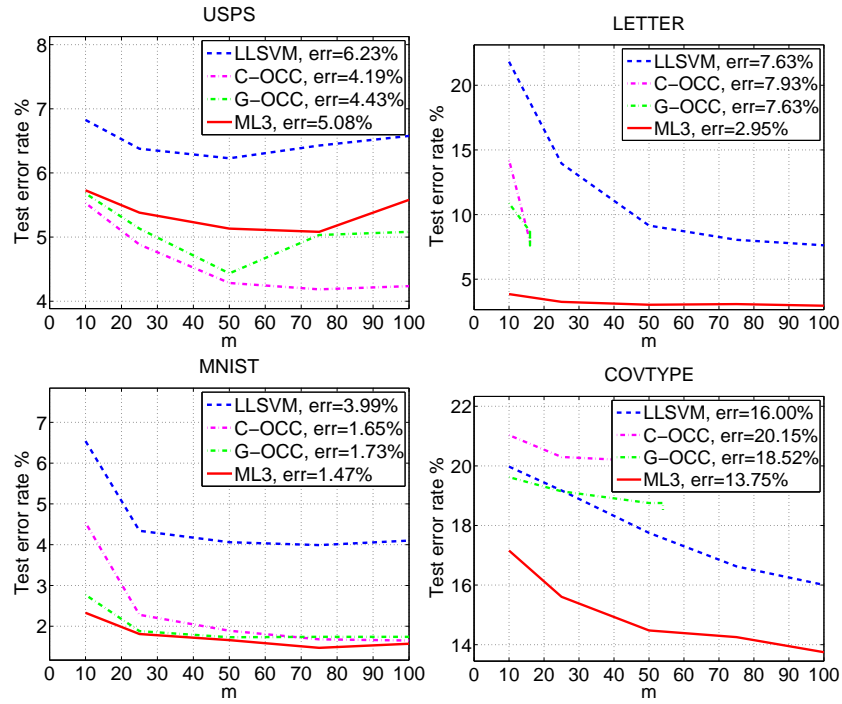 USPS
Test error rate %
8
7
6
5
4
LLSVM, err=6.23%
C−OCC, err=4.19%
G−OCC, err=4.43%
ML3, err=5.08%
0 10 20 30 40 50 60 70 80 90 100
m
LETTER
Test error rate %
20
15
10
5
LLSVM, err=7.63%
C−OCC, err=7.93%
G−OCC, err=7.63%
ML3, err=2.95%
0 10 20 30 40 50 60 70 80 90 100
m
MNIST
Test error rate %
7
6
5
4
3
2
LLSVM, err=3.99%
C−OCC, err=1.65%
G−OCC, err=1.73%
ML3, err=1.47%
0 10 20 30 40 50 60 70 80 90 100
m
COVTYPE
Test error rate %
22
20
18
16
14
LLSVM, err=16.00%
C−OCC, err=20.15%
G−OCC, err=18.52%
ML3, err=13.75%
0 10 20 30 40 50 60 70 80 90 100
m